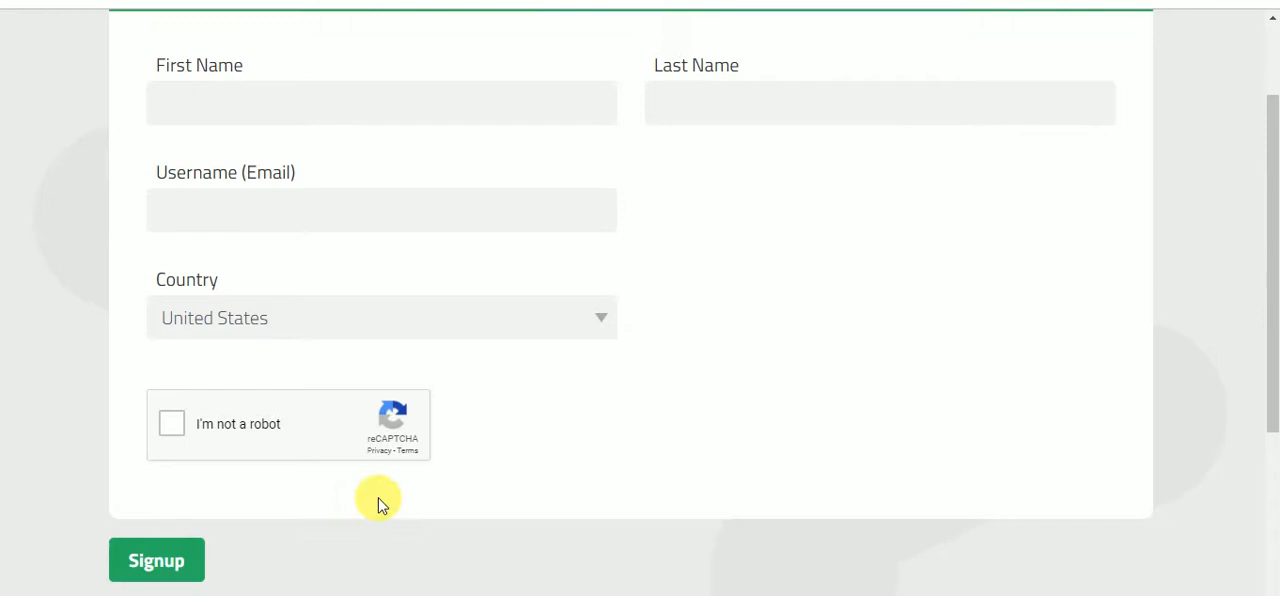 First Name
Last Name
Username (Email)
Country
United States
I'm not a robot
reCAPTCHA
Privacy - Terms
Signup